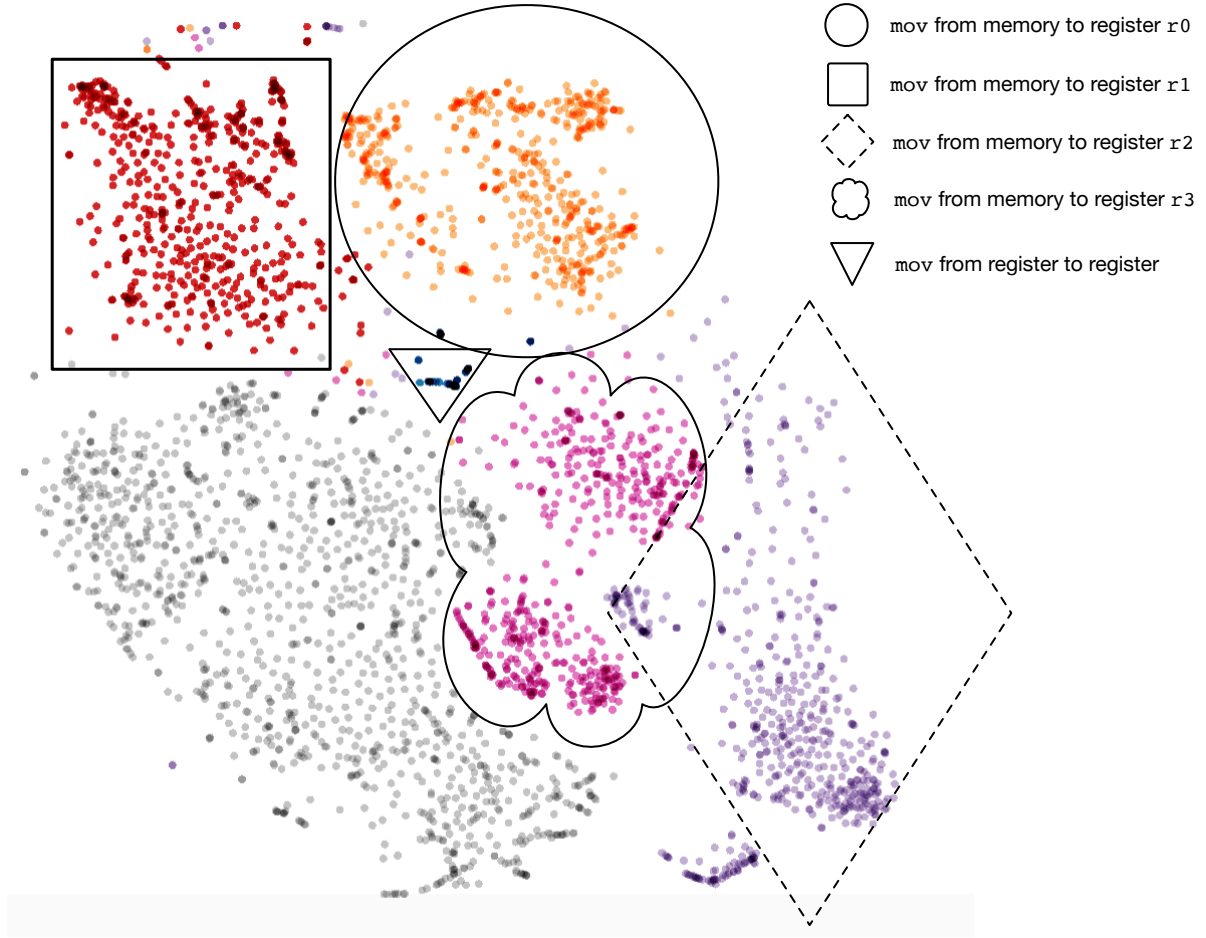 mov from memory to register r0
mov from memory to register r1
mov from memory to register r2
mov from memory to register r3
mov from register to register